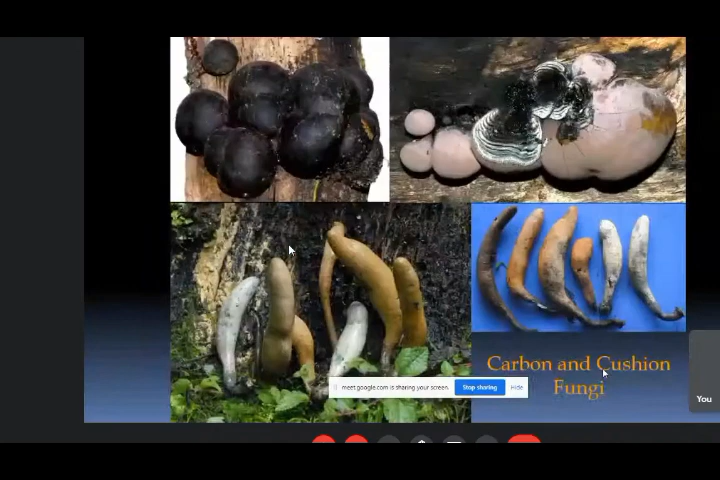 Carbon and Cushion
Fungi
meet.google.com is sharing your screen.
Stop sharing
Hide
You